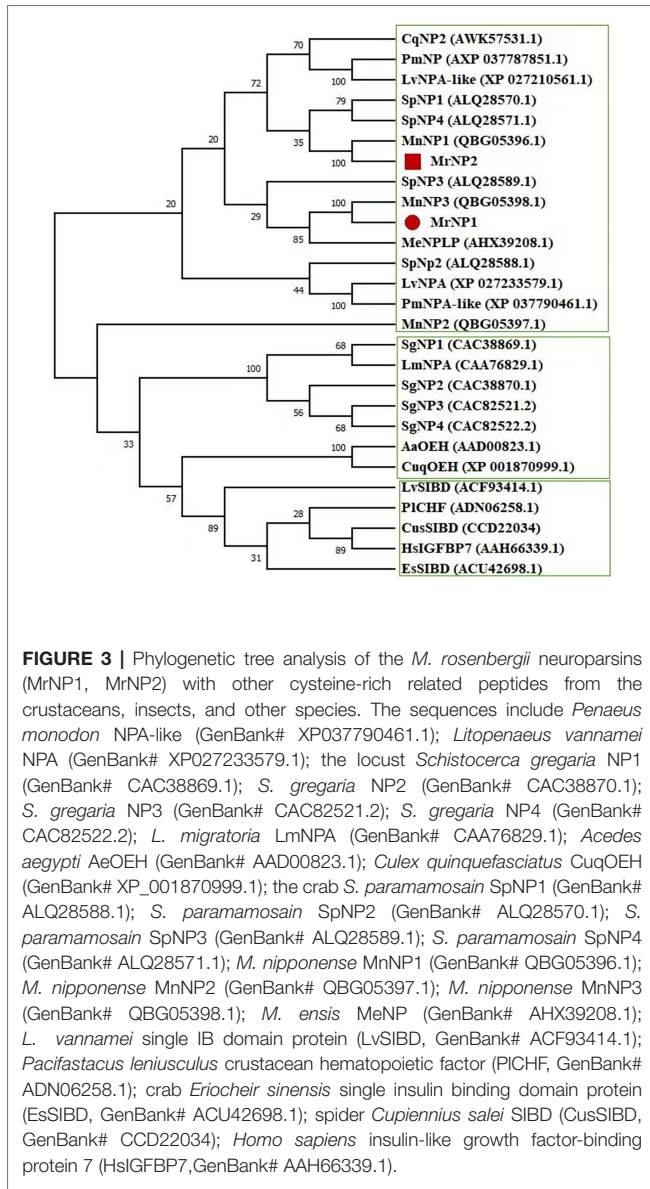 70
CqNP2 (AWK57531.1)
PmNP (AXP 037787851.1)
72
100
LvNPA-like (XP 027210561.1)
79
SpNP1 (ALQ28570.1)
20
35
SpNP4 (ALQ28571.1)
MnNP1 (QBG05396.1)
100
MrNP2
20
SpNP3 (ALQ28589.1)
29
100
MnNP3 (QBG05398.1)
MrNP1
85
MeNPLP (AHX39208.1)
SpNp2 (ALQ28588.1)
44
LvNPA (XP 027233579.1)
100
PmNPA-like (XP 037790461.1)
MnNP2 (QBG05397.1)
68
SgNP1 (CAC38869.1)
100
LmNPA (CAA76829.1)
SgNP2 (CAC38870.1)
56
SgNP3 (CAC82521.2)
68
SgNP4 (CAC82522.2)
33
100
AaOEH (AAD00823.1)
CuqOEH (XP 001870999.1)
57
LvSIBD (ACF93414.1)
28
PlCHF (ADN06258.1)
89
CusSIBD (CCD22034)
89
HsIGFBP7 (AAH66339.1)
31
EsSIBD (ACU42698.1)
FIGURE 3 | Phylogenetic tree analysis of the M. rosenbergii neuroparsins
(MrNP1, MrNP2) with other cysteine-rich related peptides from the
crustaceans, insects, and other species. The sequences include Penaeus
monodon NPA-like (GenBank# XP037790461.1); Litopenaeus vannamei
NPA (GenBank# XP027233579.1); the locust Schistocerca gregaria NP1
(GenBank# CAC38869.1); S. gregaria NP2 (GenBank# CAC38870.1);
S. gregaria NP3 (GenBank# CAC82521.2); S. gregaria NP4 (GenBank#
CAC82522.2); L. migratoria LmNPA (GenBank# CAA76829.1); Acedes
aegypti AeOEH (GenBank# AAD00823.1); Culex quinquefasciatus CuqOEH
(GenBank# XP_001870999.1); the crab S. paramamosain SpNP1 (GenBank#
ALQ28588.1); S. paramamosain SpNP2 (GenBank# ALQ28570.1); S.
paramamosain SpNP3 (GenBank# ALQ28589.1); S. paramamosain SpNP4
(GenBank# ALQ28571.1); M. nipponense MnNP1 (GenBank# QBG05396.1);
M. nipponense MnNP2 (GenBank# QBG05397.1); M. nipponense MnNP3
(GenBank# QBG05398.1); M. ensis MeNP (GenBank# AHX39208.1);
L. vannamei single IB domain protein (LvSIBD, GenBank# ACF93414.1);
Pacifastacus leniusculus crustacean hematopoietic factor (PlCHF, GenBank#
ADN06258.1); crab Eriocheir sinensis single insulin binding domain protein
(EsSIBD, GenBank# ACU42698.1); spider Cupiennius salei SIBD (CusSIBD,
GenBank# CCD22034); Homo sapiens insulin-like growth factor-binding
protein 7 (HsIGFBP7,GenBank# AAH66339.1).